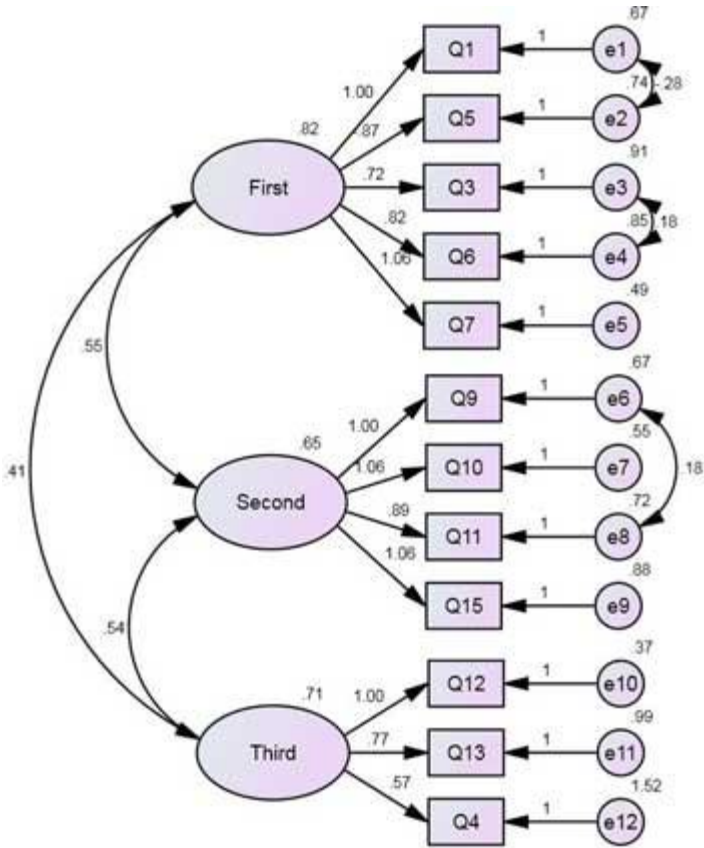 .67
Q1
1
e1
1.00
.74
-.28
.82
.87
Q5
1
e2
.91
First
.72
Q3
1
e3
.82
.85
.18
Q6
1
e4
1.06
.49
Q7
1
e5
.55
.67
Q9
1
e6
1.00
.65
.55
1.06
Q10
1
e7
.41
.18
Second
.89
.72
Q11
1
e8
1.06
.88
Q15
1
e9
.54
.37
.71
1.00
Q12
1
e10
.99
Third
.77
Q13
1
e11
.57
1.52
Q4
1
e12